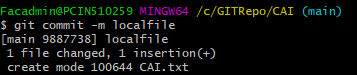 Facadmin@PCIN510259 MINGW64 /c/GITRepo/CAI (main)
$ git commit -m localfile
[main 9887738] localfile
 1 file changed, 1 insertion(+)
 create mode 100644 CAI.txt